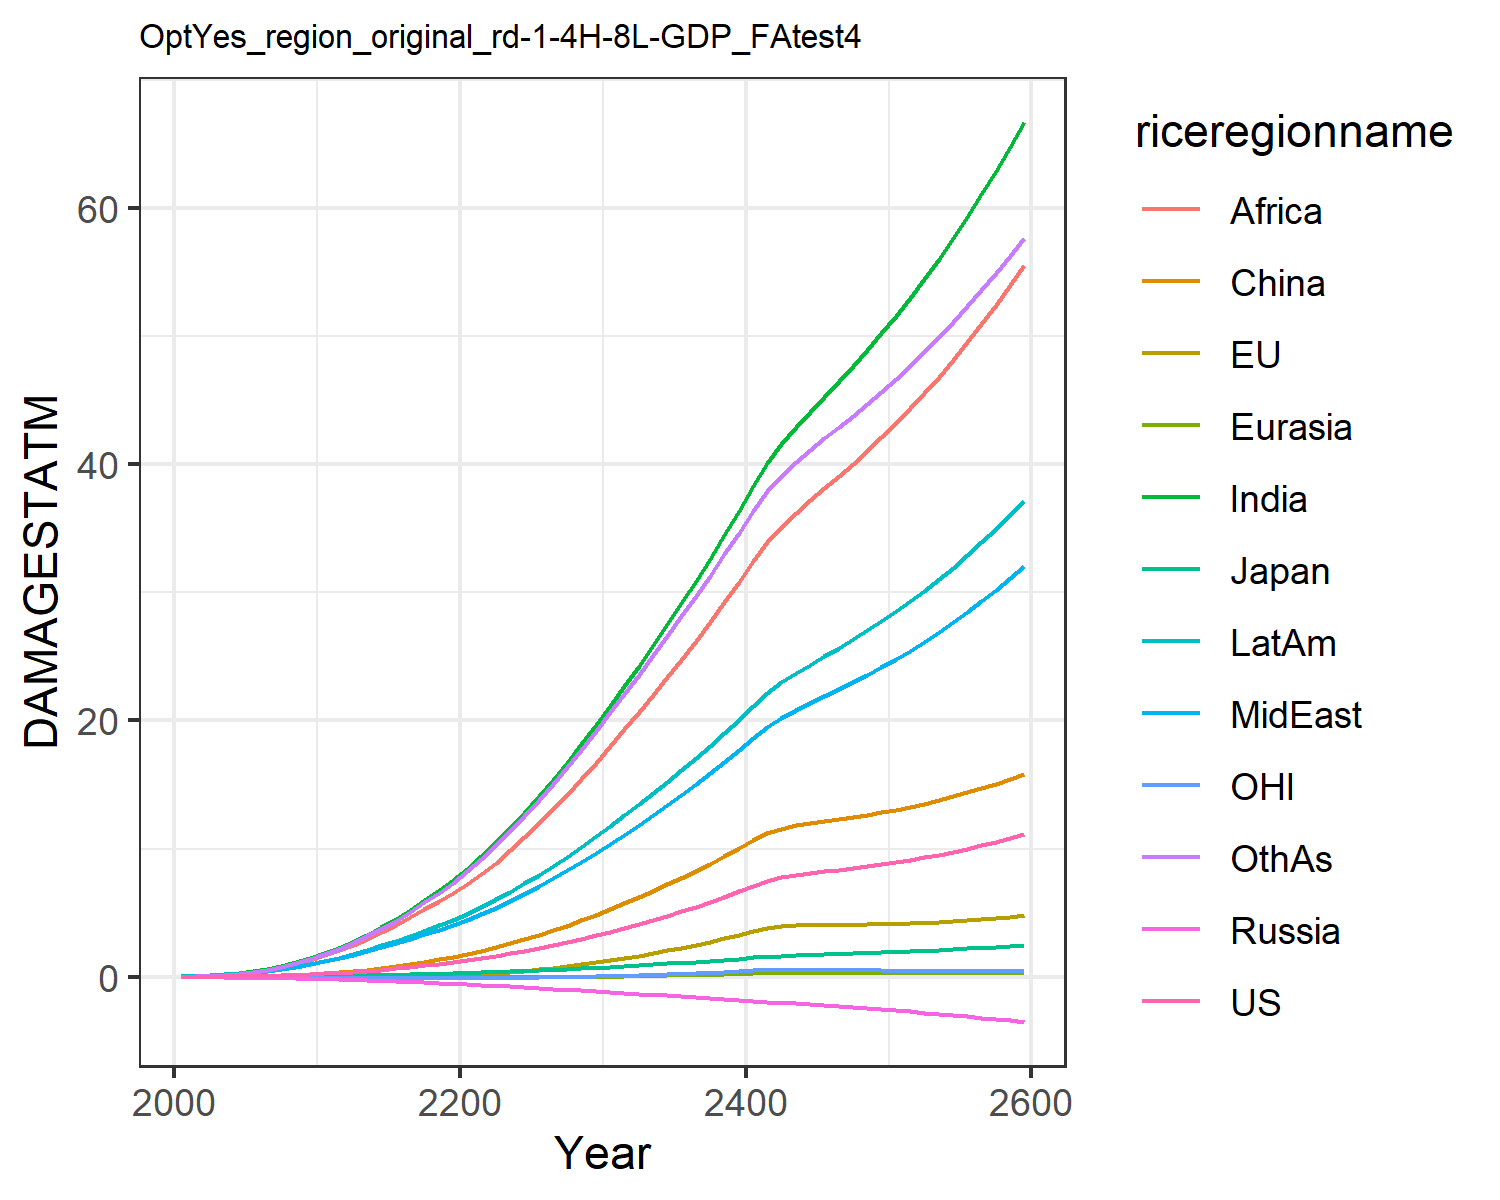 OptYes_region_original_rd-1-4H-8L-GDP_FAtest4
DAMAGESTATM
60
40
20
0
2000
2200
2400
2600
Year
riceregionname
Africa
China
EU
Eurasia
India
Japan
LatAm
MidEast
OHI
OthAs
Russia
US